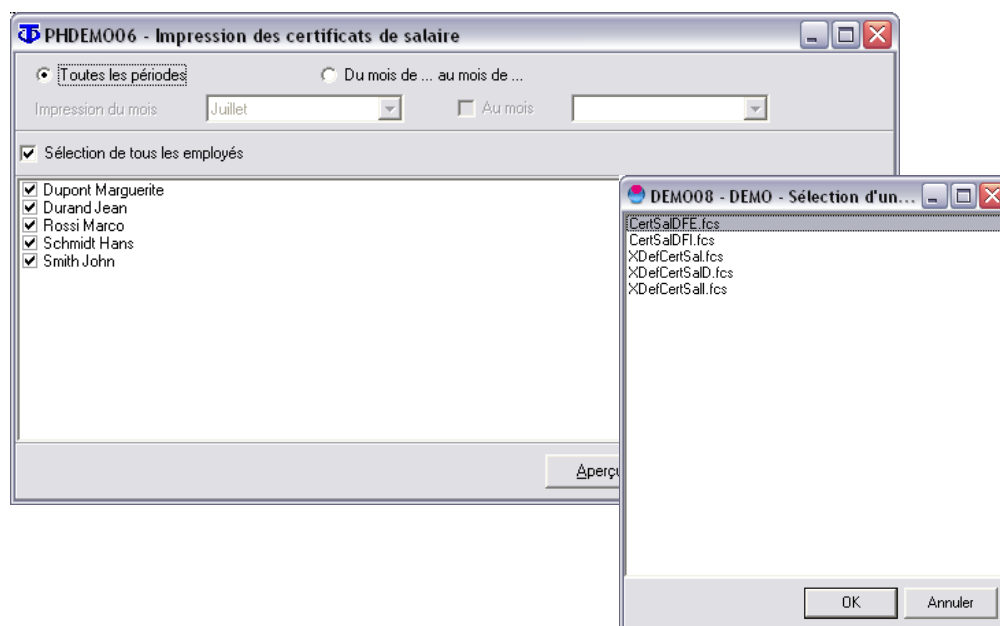 PHDEMO06 - Impression des certificats de salaire
Toutes les périodes
Du mois de ... au mois de ...
Impression du mois
Juillet
Au mois
Sélection de tous les employés
Dupont Marguerite
Durand Jean
Rossi Marco
Schmidt Hans
Smith John
Aperçu
DEMO08 - DEMO - Sélection d'un...
CertSalDFE.fcs
CertSalDFI.fcs
XDefCertSal.fcs
XDefCertSalD.fcs
XDefCertSalI.fcs
OK
Annuler